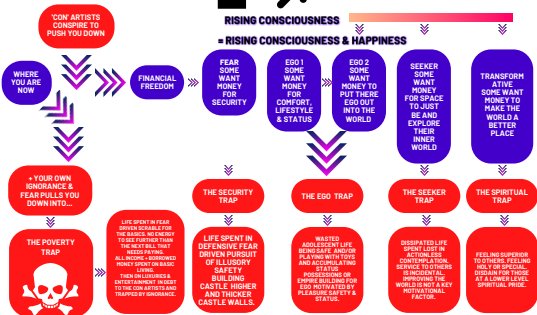 RISING CONSCIOUSNESS
= RISING CONSCIOUSNESS & HAPPINESS
'CON' ARTISTS
CONSPIRE TO
PUSH YOU DOWN
WHERE
YOU ARE
NOW
FINANCIAL
FREEDOM
FEAR
SOME
WANT
MONEY
FOR
SECURITY
EGO 1
SOME
WANT
MONEY
FOR
COMFORT,
LIFESTYLE
& STATUS
EGO 2
SOME
WANT
MONEY TO
PUT THERE
EGO OUT
INTO THE
WORLD
SEEKER
SOME
WANT
MONEY
FOR SPACE
TO JUST
BE AND
EXPLORE
THEIR
INNER
WORLD
TRANSFORM
ATIVE
SOME WANT
MONEY TO
MAKE THE
WORLD A
BETTER
PLACE
+ YOUR OWN
IGNORANCE &
FEAR PULLS YOU
DOWN INTO...
THE SECURITY
TRAP
THE EGO TRAP
THE SEEKER
TRAP
THE SPIRITUAL
TRAP
THE POVERTY
TRAP
LIFE SPENT IN FEAR
DRIVEN SCRABLE FOR
THE BASICS. NO ENERGY
TO SEE FURTHER THAN
THE NEXT BILL THAT
NEEDS PAYING.
ALL INCOME + BORROWED
MONEY SPENT ON BASIC
LIVING.
THEN ON LUXURIES &
ENTERTAINMENT IN DEBT
TO THE CON ARTISTS AND
TRAPPED BY IGNORANCE.
LIFE SPENT IN
DEFENSIVE FEAR
DRIVEN PURSUIT
OF ILLUSORY
SAFETY
BUILDING
CASTLE HIGHER
AND THICKER
CASTLE WALLS.
WASTED
ADOLESCENT LIFE
BEING SAFE AND/OR
PLAYING WITH TOYS
AND ACCUMULATING
STATUS
POSSESSIONS OR
EMPIRE BUILDING FOR
EGO MOTIVATED BY
PLEASURE SAFETY &
STATUS.
DISSIPATED LIFE
SPENT LOST IN
ACTIONLESS
CONTEMPLATION.
SERVICE TO OTHERS
IS INCIDENTAL.
IMPROVING THE
WORLD IS NOT A KEY
MOTIVATIONAL
FACTOR.
FEELING SUPERIOR
TO OTHERS. FEELING
HOLY OR SPECIAL.
DISDAIN FOR THOSE
AT A LOWER LEVEL.
SPIRITUAL PRIDE.